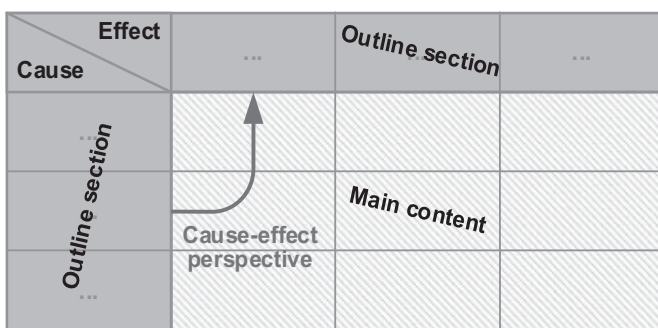 Effect
Cause
...
Outline section
...
...
Outline section
...
Main content
Cause-effect
perspective
...